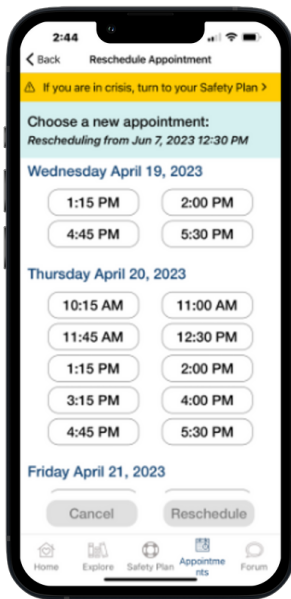 2:44
Back Reschedule Appointment
If you are in crisis, turn to your Safety Plan >
Choose a new appointment:
Rescheduling from Jun 7, 2023 12:30 PM
Wednesday April 19, 2023
1:15 PM 2:00 PM
4:45 PM 5:30 PM
Thursday April 20, 2023
10:15 AM 11:00 AM
11:45 AM 12:30 PM
1:15 PM 2:00 PM
3:15 PM 4:00 PM
4:45 PM 5:30 PM
Friday April 21, 2023
Cancel Reschedule
Home Explore Safety Plan Appointme
nts Forum